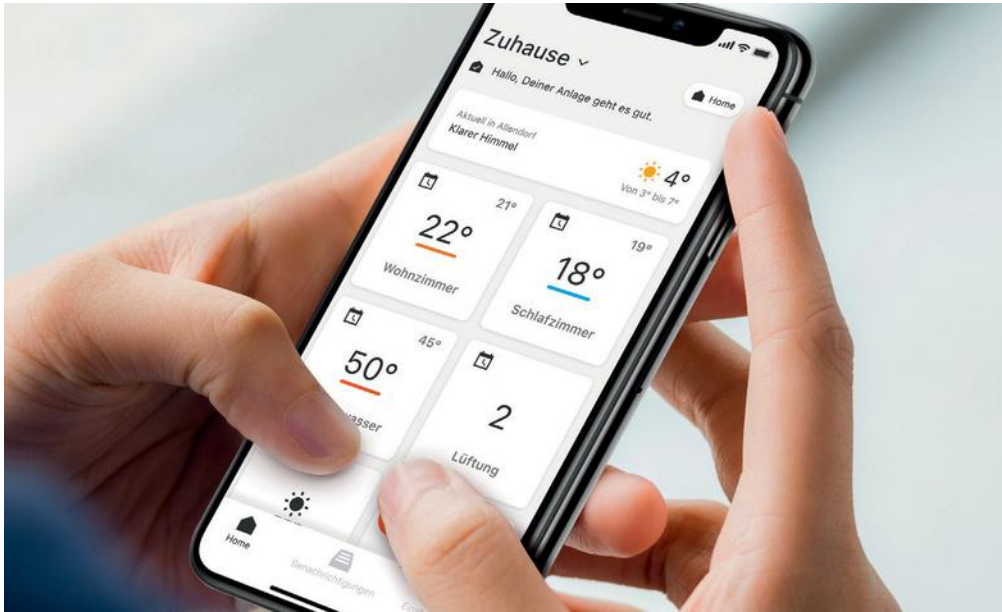 Zuhause
Hallo, Deiner Anlage geht es gut.
Home
Aktuell in Allendorf
Klarer Himmel
4°
Von 3° bis 7°
21°
22°
Wohnzimmer
19°
18°
Schlafzimmer
45°
50°
wasser
2
Lüftung
Home
Benachrichtigungen